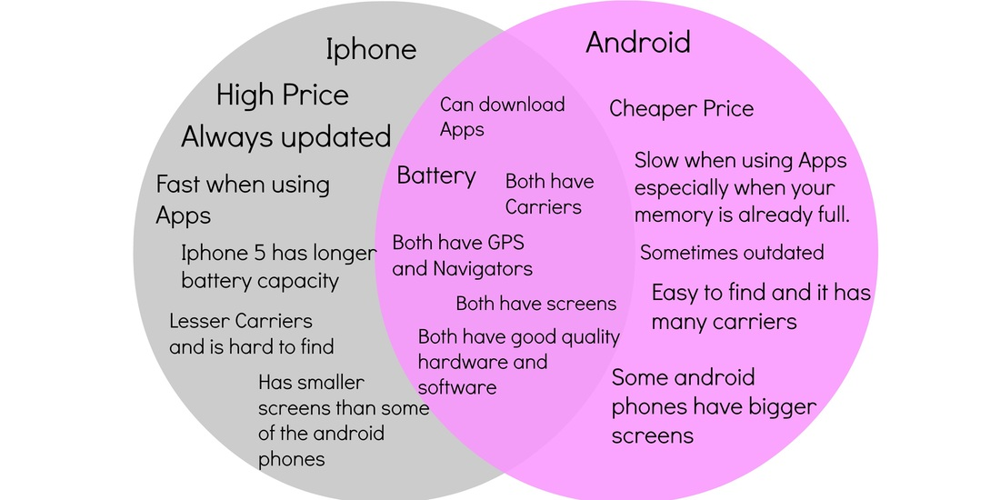 Iphone
High Price
Always updated
Fast when using
Apps
Iphone 5 has longer
battery capacity
Lesser Carriers
and is hard to find
Has smaller
screens than some
of the android
phones
Can download
Apps
Battery
Both have
Carriers
Both have GPS
and Navigators
Both have screens
Both have good quality
hardware and
software
Android
Cheaper Price
Slow when using Apps
especially when your
memory is already full.
Sometimes outdated
Easy to find and it has
many carriers
Some android
phones have bigger
screens